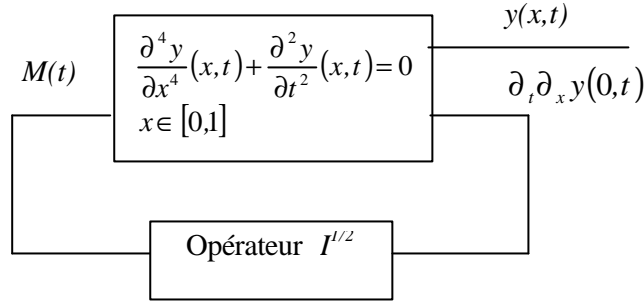 y(x,t)
M(t)
∂⁴y/∂x⁴ (x,t) + ∂²y/∂t² (x,t) = 0
x ∈ [0,1]
∂ₜ∂ₓy(0,t)
Opérateur I^{1/2}